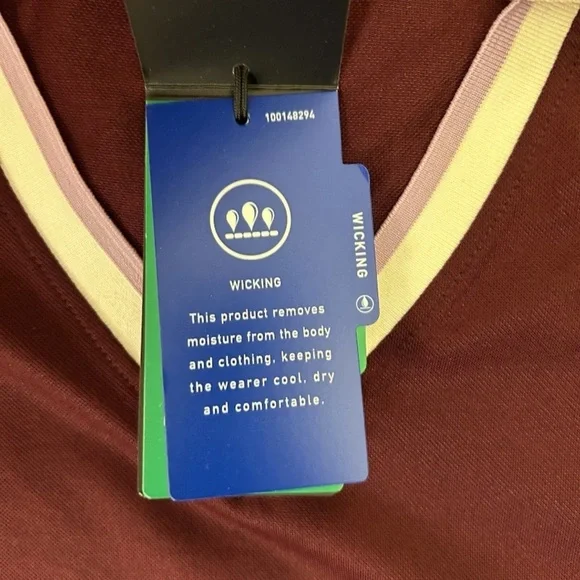 100148294
WICKING
This product removes
moisture from the body
and clothing, keeping
the wearer cool, dry
and comfortable.
WICKING